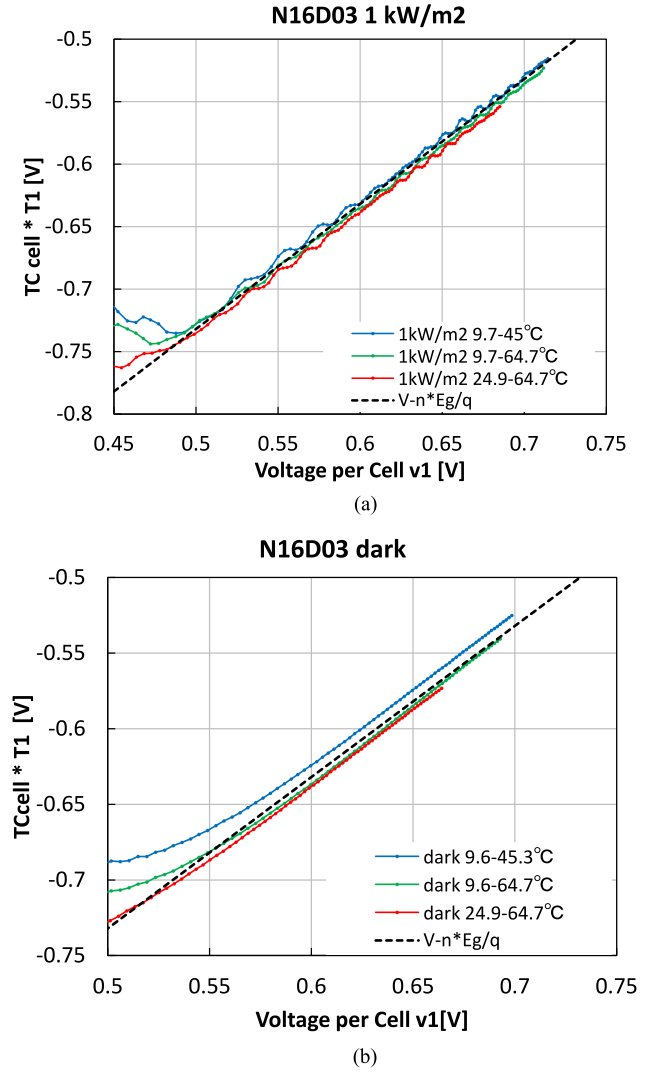 N16D03 1 kW/m2
-0.5
-0.55
-0.6
-0.65
-0.7
-0.75
-0.8
TC cell * T1 [V]
1kW/m2 9.7-45℃
1kW/m2 9.7-64.7℃
1kW/m2 24.9-64.7℃
V-n*Eg/q
0.45 0.5 0.55 0.6 0.65 0.7 0.75
Voltage per Cell v1 [V]
(a)
N16D03 dark
-0.5
-0.55
-0.6
-0.65
-0.7
-0.75
TCcell * T1 [V]
dark 9.6-45.3℃
dark 9.6-64.7℃
dark 24.9-64.7℃
V-n*Eg/q
0.5 0.55 0.6 0.65 0.7 0.75
Voltage per Cell v1[V]
(b)